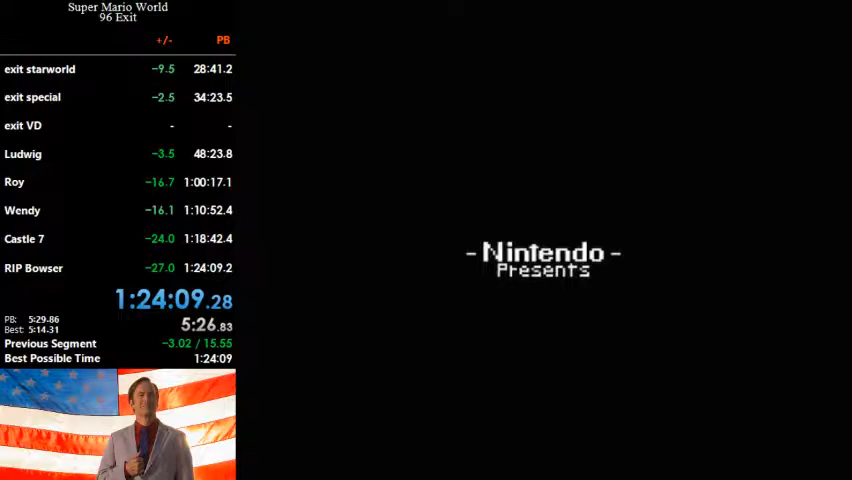 Super Mario World
96 Exit
+/- PB
exit starworld −9.5 28:41.2
exit special −2.5 34:23.5
exit VD - -
Ludwig −3.5 48:23.8
Roy −16.7 1:00:17.1
Wendy −16.1 1:10:52.4
Castle 7 −24.0 1:18:42.4
RIP Bowser −27.0 1:24:09.2
1:24:09.28
PB: 5:29.86
Best: 5:14.31
5:26.83
Previous Segment −3.02 / 15.55
Best Possible Time 1:24:09
- Nintendo -
Presents